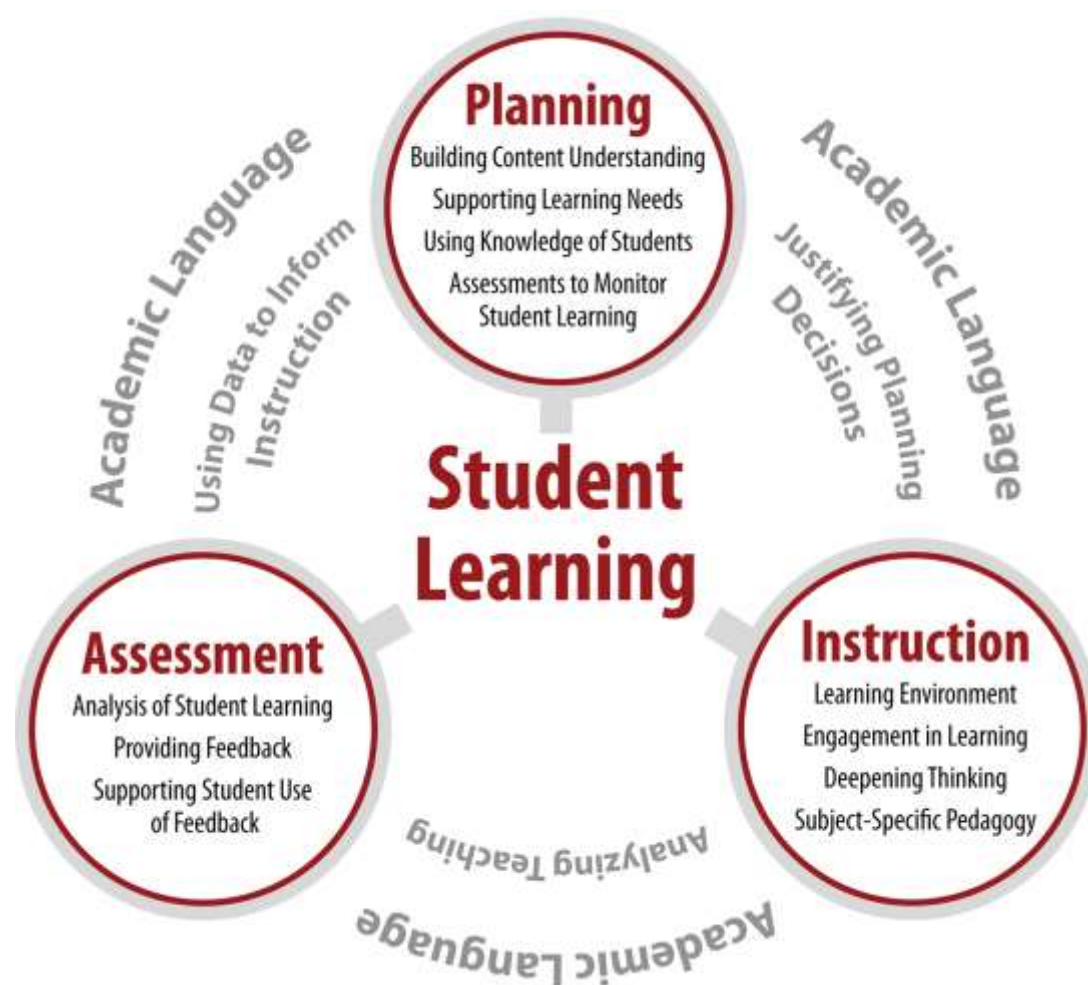 Planning
Building Content Understanding
Supporting Learning Needs
Using Knowledge of Students
Assessments to Monitor
Student Learning
Academic Language
Using Data to Inform
Instruction
Academic Language
Justifying Planning
Decisions
Student
Learning
Assessment
Analysis of Student Learning
Providing Feedback
Supporting Student Use
of Feedback
Instruction
Learning Environment
Engagement in Learning
Deepening Thinking
Subject-Specific Pedagogy
Analyzing Teaching
Academic Language